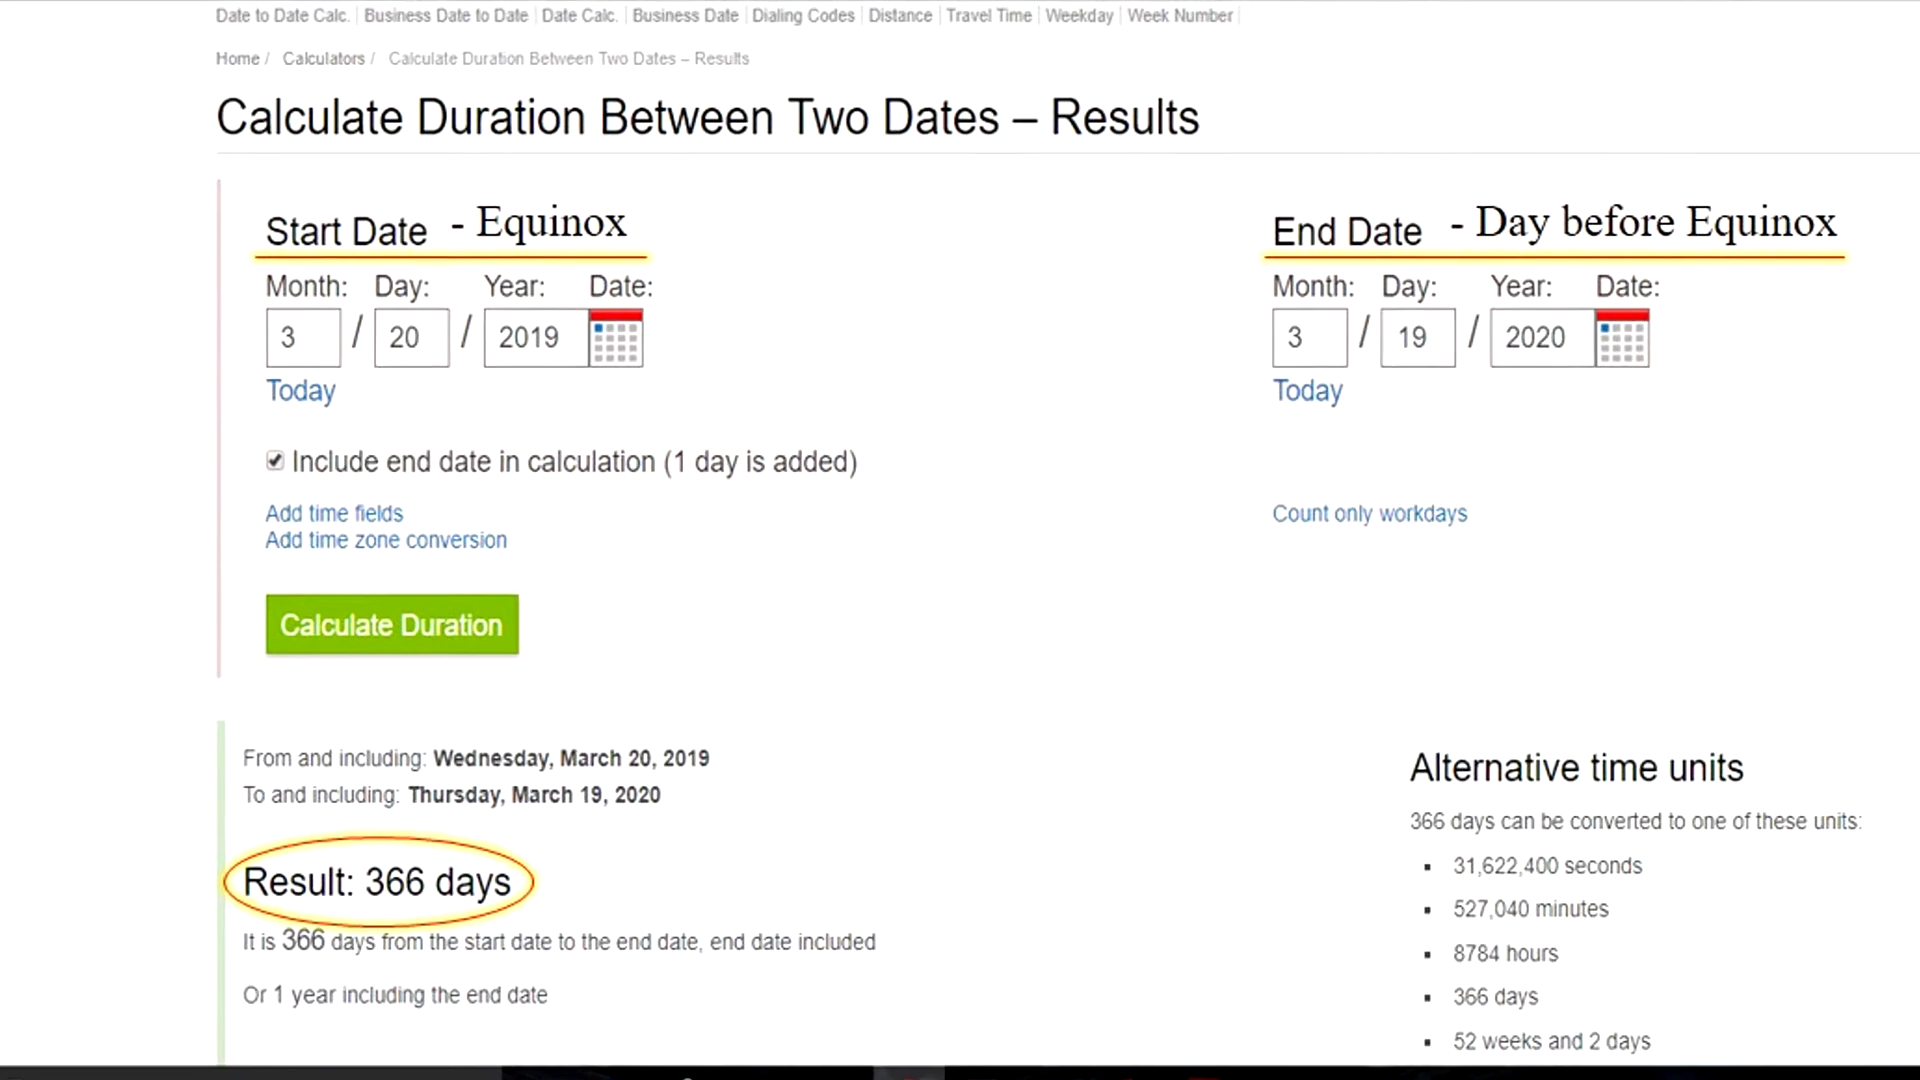 Date to Date Calc. Business Date to Date Date Calc. Business Date Dialing Codes Distance Travel Time Weekday Week Number
Home / Calculators / Calculate Duration Between Two Dates – Results
Calculate Duration Between Two Dates – Results
Start Date - Equinox
Month: Day: Year: Date:
3 / 20 / 2019
Today
End Date - Day before Equinox
Month: Day: Year: Date:
3 / 19 / 2020
Today
Include end date in calculation (1 day is added)
Add time fields
Add time zone conversion
Count only workdays
Calculate Duration
From and including: Wednesday, March 20, 2019
To and including: Thursday, March 19, 2020
Result: 366 days
It is 366 days from the start date to the end date, end date included
Or 1 year including the end date
Alternative time units
366 days can be converted to one of these units:
▪ 31,622,400 seconds
▪ 527,040 minutes
▪ 8784 hours
▪ 366 days
▪ 52 weeks and 2 days